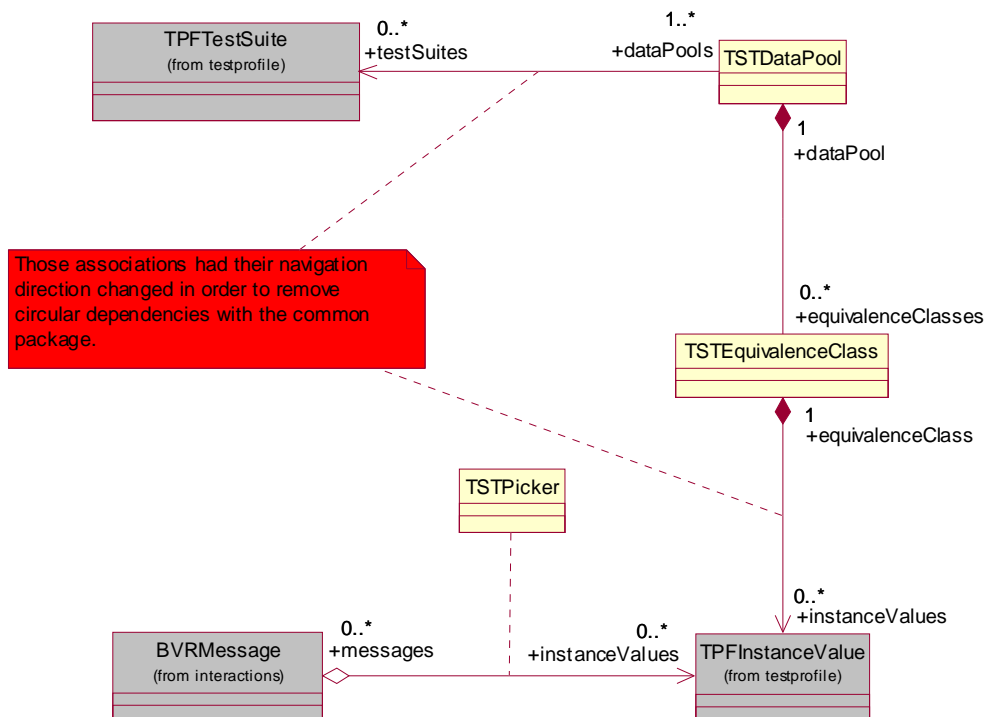 TPFTestSuite
(from testprofile)
0..*
+testSuites
1..*
+dataPools
TSTDataPool
1
+dataPool
Those associations had their navigation
direction changed in order to remove
circular dependencies with the common
package.
0..*
+equivalenceClasses
TSTEquivalenceClass
1
+equivalenceClass
TSTPicker
0..*
+instanceValues
BVRMessage
(from interactions)
0..*
+messages
0..*
+instanceValues
TPFInstanceValue
(from testprofile)